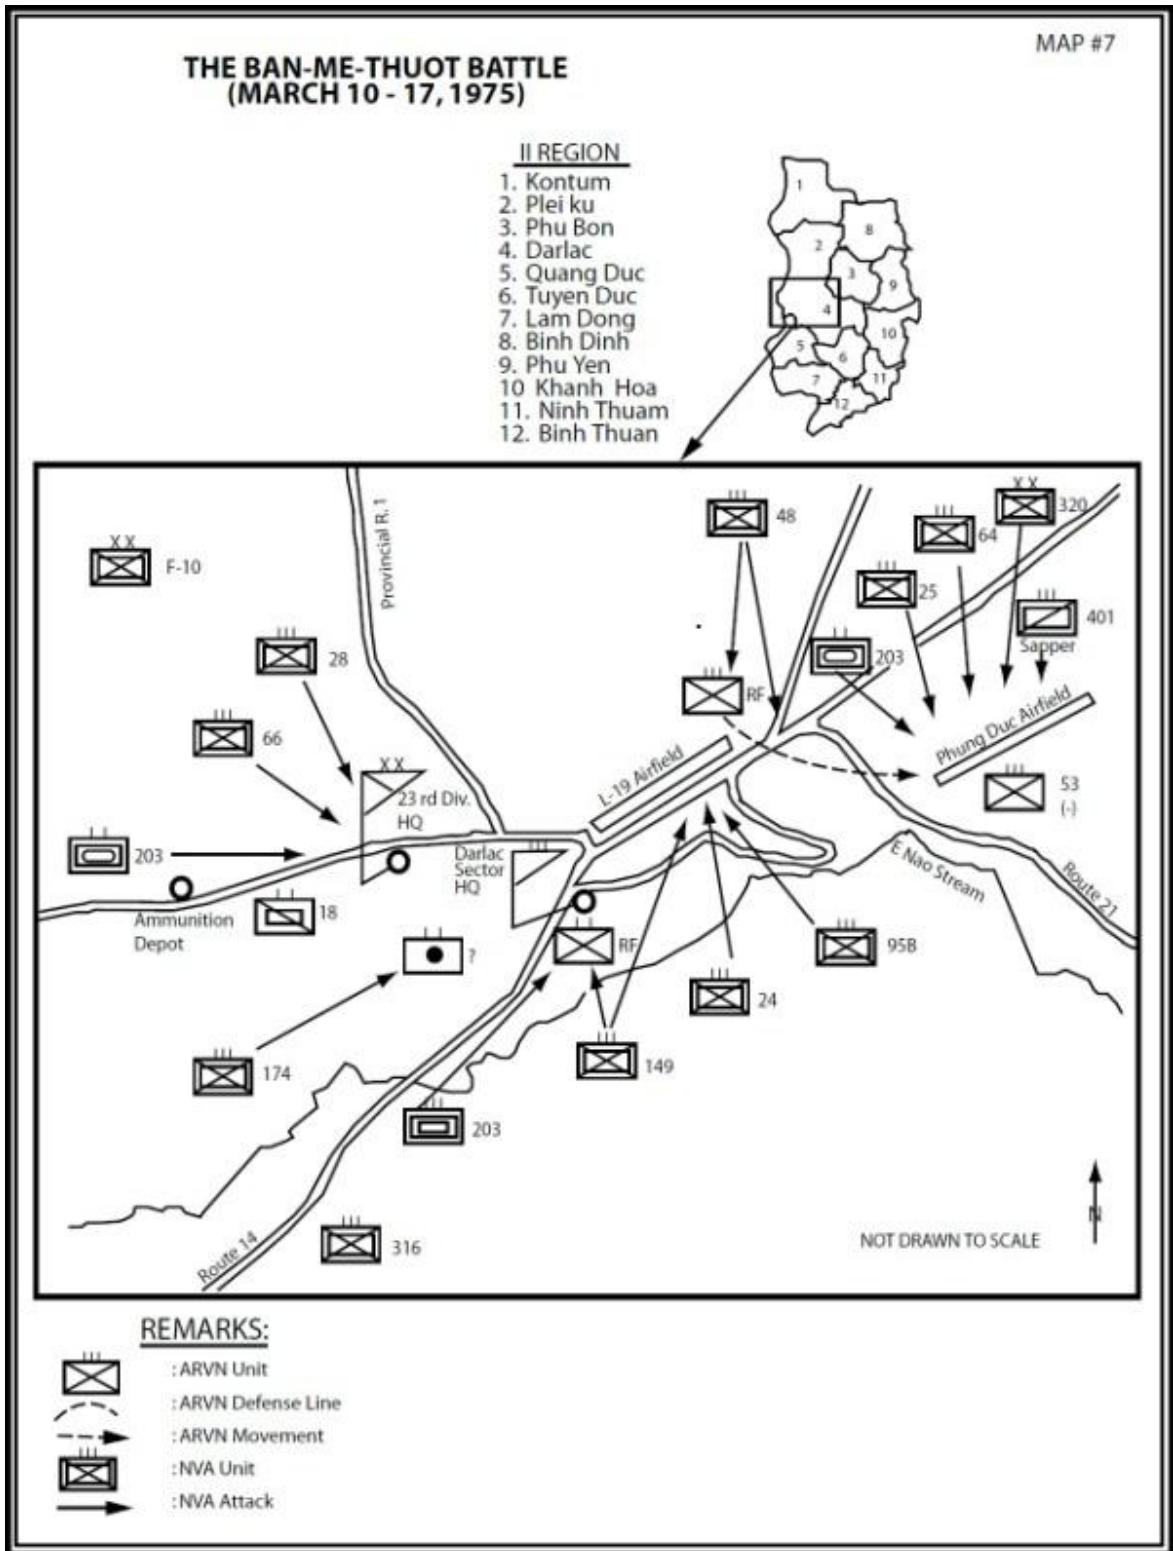 MAP #7
THE BAN-ME-THUOT BATTLE
(MARCH 10 - 17, 1975)
II REGION
1. Kontum
2. Plei ku
3. Phu Bon
4. Darlac
5. Quang Duc
6. Tuyen Duc
7. Lam Dong
8. Binh Dinh
9. Phu Yen
10 Khanh Hoa
11. Ninh Thuam
12. Binh Thuan
1
2
8
3
9
4
10
5
6
7
11
12
Provincial R. 1
X X
F-10
28
66
X X
23 rd Div.
HQ
203
Ammunition
Depot
18
Darlac
Sector
HQ
L-19 Airfield
48
RF
203
25
64
X X
320
401
Sapper
Phung Duc Airfield
53
(-)
E Nao Stream
Route 21
?
RF
95B
24
149
174
203
316
Route 14
N
NOT DRAWN TO SCALE
REMARKS:
: ARVN Unit
: ARVN Defense Line
: ARVN Movement
: NVA Unit
: NVA Attack